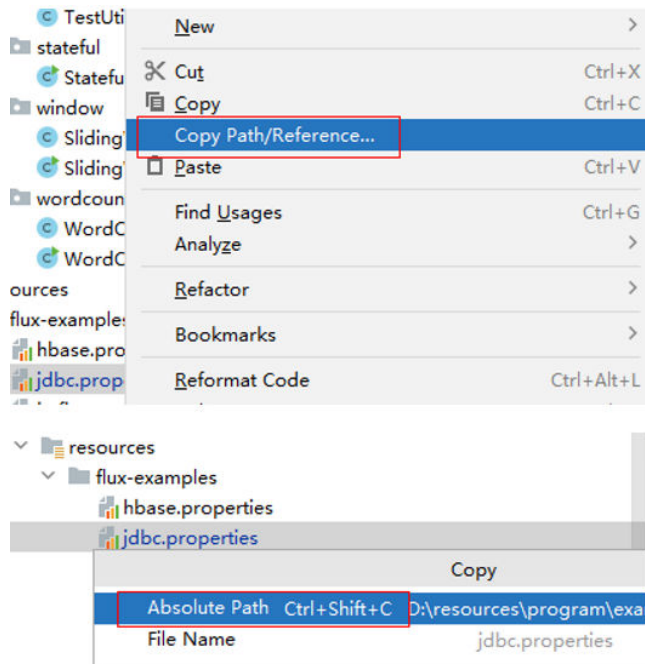 TestUti
New
stateful
Cut Ctrl+X
Statefu
Copy Ctrl+C
window
Copy Path/Reference...
Sliding
Paste Ctrl+V
Sliding
wordcoun
Find Usages Ctrl+G
WordC
Analyze
WordC
ources
Refactor
flux-example
Bookmarks
hbase.pro
jdbc.prop
Reformat Code Ctrl+Alt+L
resources
flux-examples
hbase.properties
jdbc.properties
Copy
Absolute Path Ctrl+Shift+C D:\resources\program\exa
File Name jdbc.properties